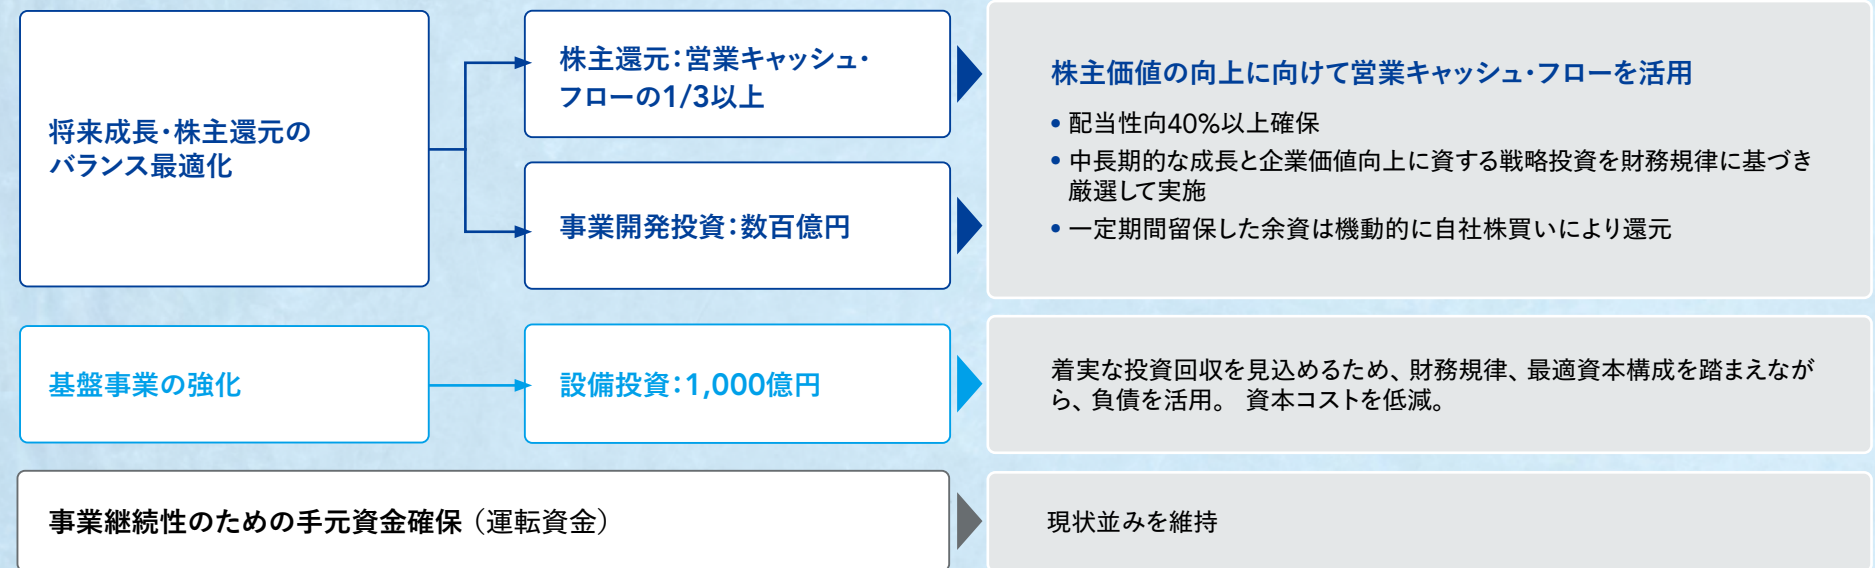 将来成長・株主還元の
バランス最適化
株主還元：営業キャッシュ・
フローの1/3以上
事業開発投資：数百億円
株主価値の向上に向けて営業キャッシュ・フローを活用
• 配当性向40%以上確保
• 中長期的な成長と企業価値向上に資する戦略投資を財務規律に基づき
厳選して実施
• 一定期間留保した余資は機動的に自社株買いにより還元
基盤事業の強化
設備投資：1,000億円
着実な投資回収を見込めるため、財務規律、最適資本構成を踏まえなが
ら、負債を活用。 資本コストを低減。
事業継続性のための手元資金確保（運転資金）
現状並みを維持